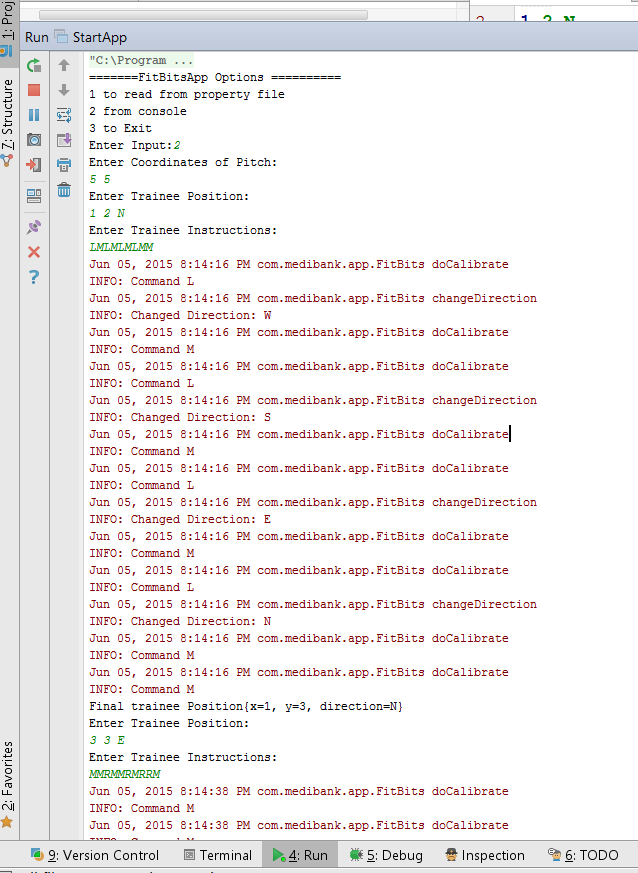 1: Proj
7: Structure
2: Favorites
1 2 N
Run StartApp
"C:\Program ...
=======FitBitsApp Options ==========
1 to read from property file
2 from console
3 to Exit
Enter Input:2
Enter Coordinates of Pitch:
5 5
Enter Trainee Position:
1 2 N
Enter Trainee Instructions:
LMLMLMLMM
Jun 05, 2015 8:14:16 PM com.medibank.app.FitBits doCalibrate
INFO: Command L
Jun 05, 2015 8:14:16 PM com.medibank.app.FitBits changeDirection
INFO: Changed Direction: W
Jun 05, 2015 8:14:16 PM com.medibank.app.FitBits doCalibrate
INFO: Command M
Jun 05, 2015 8:14:16 PM com.medibank.app.FitBits doCalibrate
INFO: Command L
Jun 05, 2015 8:14:16 PM com.medibank.app.FitBits changeDirection
INFO: Changed Direction: S
Jun 05, 2015 8:14:16 PM com.medibank.app.FitBits doCalibrate
INFO: Command M
Jun 05, 2015 8:14:16 PM com.medibank.app.FitBits doCalibrate
INFO: Command L
Jun 05, 2015 8:14:16 PM com.medibank.app.FitBits changeDirection
INFO: Changed Direction: E
Jun 05, 2015 8:14:16 PM com.medibank.app.FitBits doCalibrate
INFO: Command M
Jun 05, 2015 8:14:16 PM com.medibank.app.FitBits doCalibrate
INFO: Command L
Jun 05, 2015 8:14:16 PM com.medibank.app.FitBits changeDirection
INFO: Changed Direction: N
Jun 05, 2015 8:14:16 PM com.medibank.app.FitBits doCalibrate
INFO: Command M
Jun 05, 2015 8:14:16 PM com.medibank.app.FitBits doCalibrate
INFO: Command M
Final trainee Position{x=1, y=3, direction=N}
Enter Trainee Position:
3 3 E
Enter Trainee Instructions:
MMRMMRMRRM
Jun 05, 2015 8:14:38 PM com.medibank.app.FitBits doCalibrate
INFO: Command M
Jun 05, 2015 8:14:38 PM com.medibank.app.FitBits doCalibrate
9: Version Control Terminal 4: Run 5: Debug Inspection 6: TODO